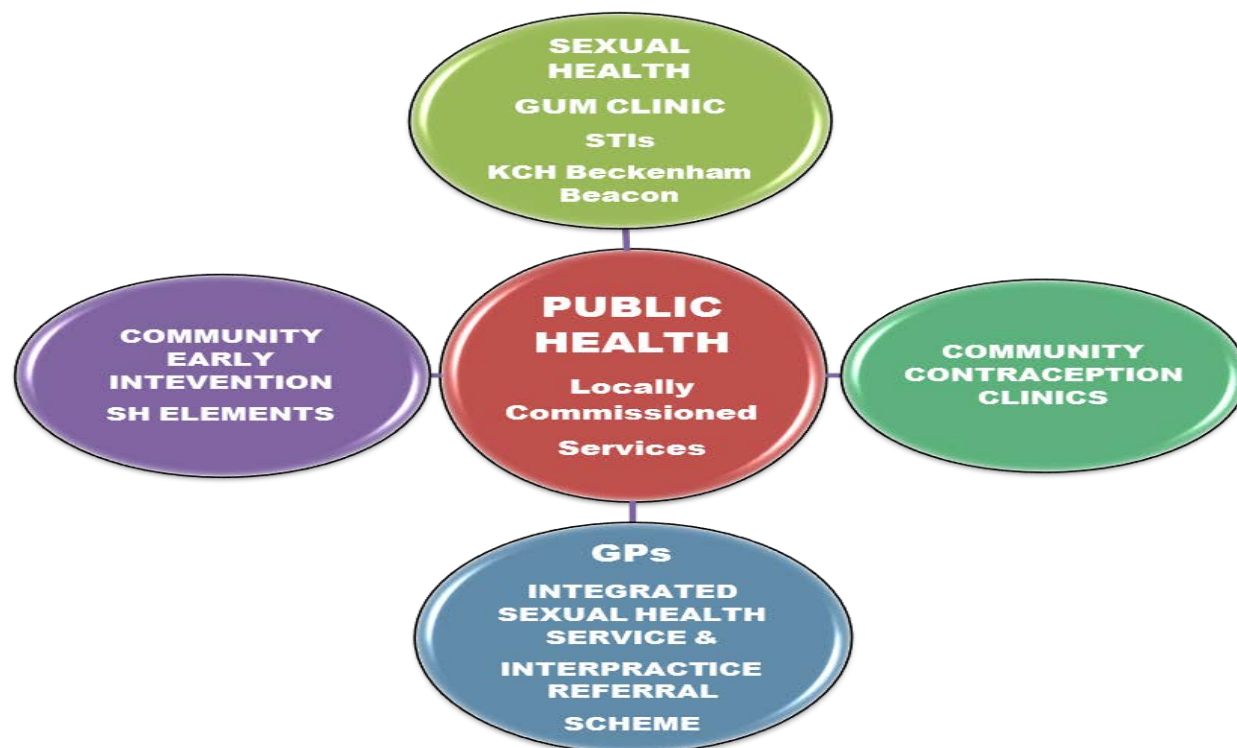 SEXUAL
HEALTH
GUM CLINIC
STIs
KCH Beckenham
Beacon
COMMUNITY
EARLY
INTEVENTION
SH ELEMENTS
PUBLIC
HEALTH
Locally
Commissioned
Services
COMMUNITY
CONTRACEPTION
CLINICS
GPs
INTEGRATED
SEXUAL HEALTH
SERVICE &
INTERPRACTICE
REFERRAL
SCHEME